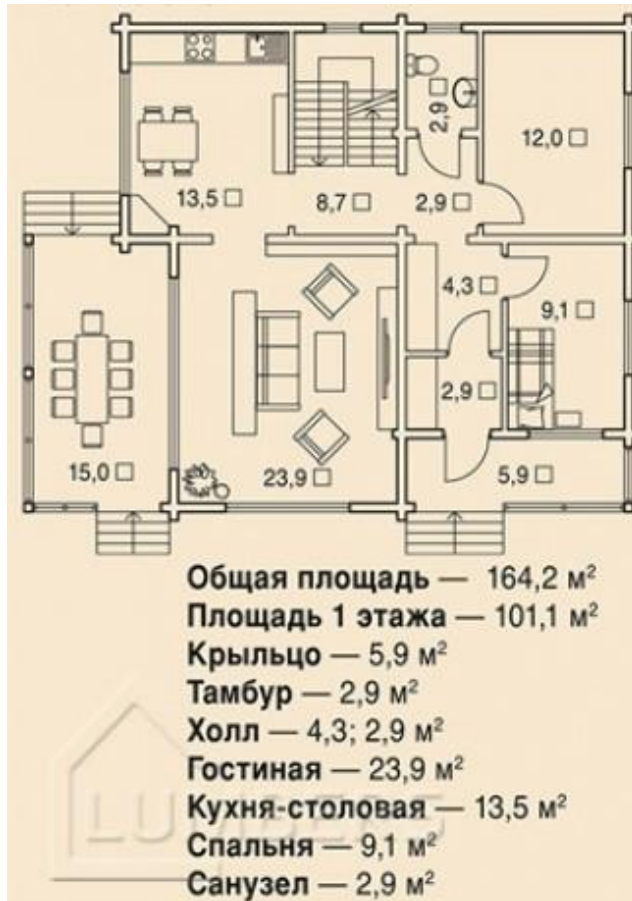 2,9
12,0
13,5
8,7
2,9
4,3
9,1
2,9
15,0
23,9
5,9
Общая площадь — 164,2 м²
Площадь 1 этажа — 101,1 м²
Крыльцо — 5,9 м²
Тамбур — 2,9 м²
Холл — 4,3; 2,9 м²
Гостиная — 23,9 м²
Кухня-столовая — 13,5 м²
Спальня — 9,1 м²
Санузел — 2,9 м²